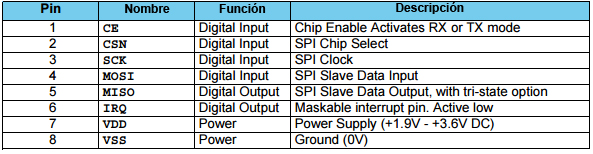 Pin Nombre Función Descripción
1 CE Digital Input Chip Enable Activates RX or TX mode
2 CSN Digital Input SPI Chip Select
3 SCK Digital Input SPI Clock
4 MOSI Digital Input SPI Slave Data Input
5 MISO Digital Output SPI Slave Data Output, with tri-state option
6 IRQ Digital Output Maskable interrupt pin. Active low
7 VDD Power Power Supply (+1.9V - +3.6V DC)
8 VSS Power Ground (0V)